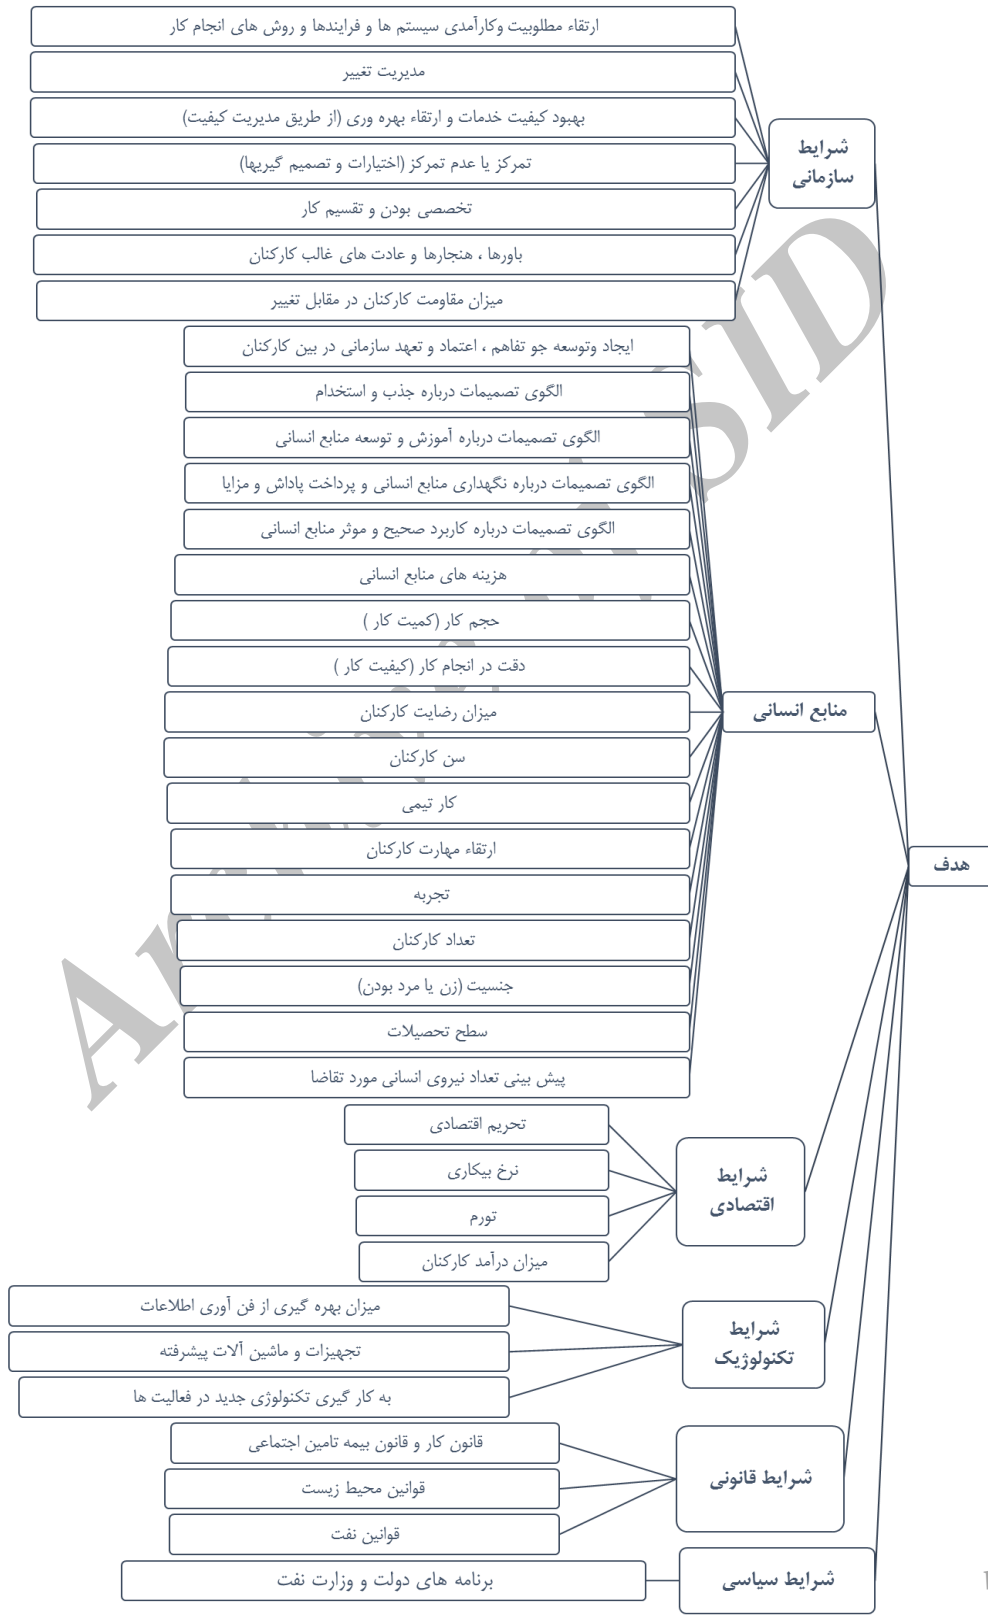 ارتقاء مطلوبیت وکارآمدی سیستم ها و فرایندها و روش های انجام کار
مدیریت تغییر
بهبود کیفیت خدمات و ارتقاء بهره وری (از طریق مدیریت کیفیت)
تمرکز یا عدم تمرکز (اختیارات و تصمیم گیریها)
تخصصی بودن و تقسیم کار
باورها ، هنجارها و عادت های غالب کارکنان
میزان مقاومت کارکنان در مقابل تغییر
شرایط
سازمانی
ایجاد وتوسعه جو تفاهم ، اعتماد و تعهد سازمانی در بین کارکنان
الگوی تصمیمات درباره جذب و استخدام
الگوی تصمیمات درباره آموزش و توسعه منابع انسانی
الگوی تصمیمات درباره نگهداری منابع انسانی و پرداخت پاداش و مزایا
الگوی تصمیمات درباره کاربرد صحیح و موثر منابع انسانی
هزینه های منابع انسانی
حجم کار (کمیت کار )
دقت در انجام کار (کیفیت کار )
میزان رضایت کارکنان
سن کارکنان
کار تیمی
ارتقاء مهارت کارکنان
تجربه
تعداد کارکنان
جنسیت (زن یا مرد بودن)
سطح تحصیلات
پیش بینی تعداد نیروی انسانی مورد تقاضا
منابع انسانی
هدف
تحریم اقتصادی
نرخ بیکاری
تورم
میزان درآمد کارکنان
شرایط
اقتصادی
میزان بهره گیری از فن آوری اطلاعات
تجهیزات و ماشین آلات پیشرفته
به کار گیری تکنولوژی جدید در فعالیت ها
شرایط
تکنولوژیک
قانون کار و قانون بیمه تامین اجتماعی
قوانین محیط زیست
قوانین نفت
شرایط قانونی
برنامه های دولت و وزارت نفت
شرایط سیاسی